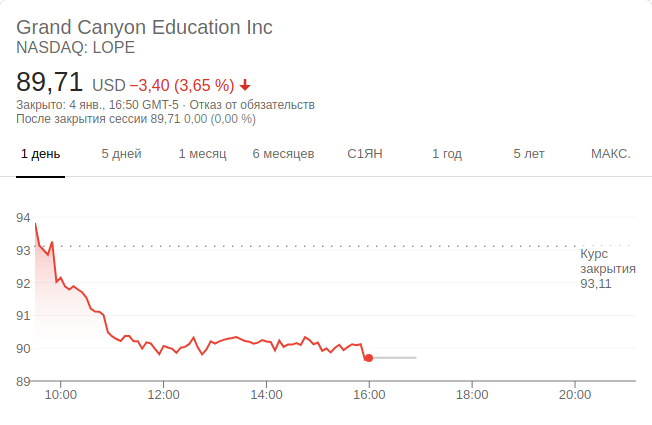 Grand Canyon Education Inc
NASDAQ: LOPE
89,71 USD −3,40 (3,65 %)
Закрыто: 4 янв., 16:50 GMT-5 · Отказ от обязательств
После закрытия сессии 89,71 0,00 (0,00 %)
1 день 5 дней 1 месяц 6 месяцев С1ЯН 1 год 5 лет МАКС.
94
93
92
91
90
89
Курс
закрытия
93,11
10:00 12:00 14:00 16:00 18:00 20:00